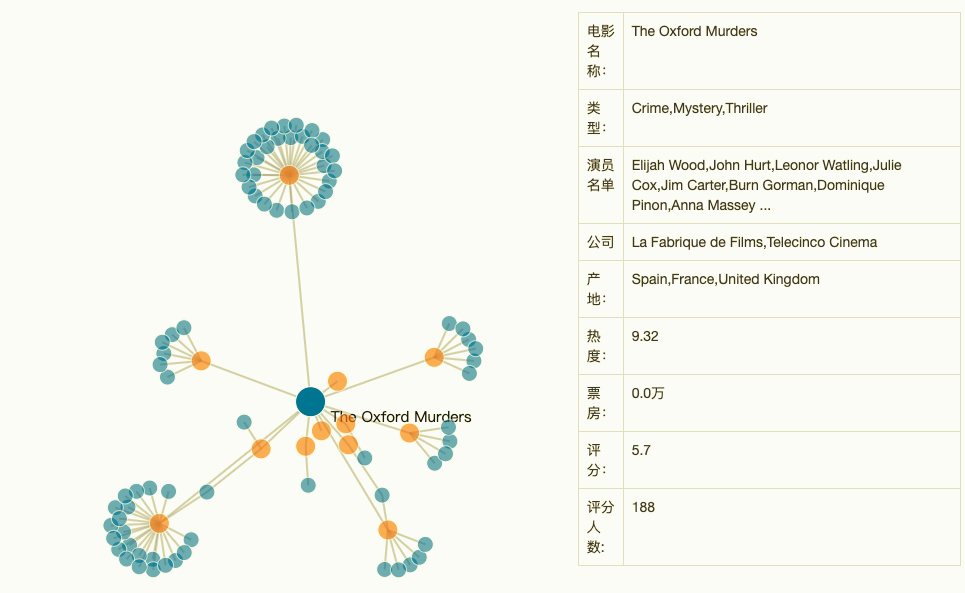 The Oxford Murders
电影
名
称：
The Oxford Murders
类
型：
Crime,Mystery,Thriller
演员
名单
Elijah Wood,John Hurt,Leonor Watling,Julie
Cox,Jim Carter,Burn Gorman,Dominique
Pinon,Anna Massey ...
公司
La Fabrique de Films,Telecinco Cinema
产
地：
Spain,France,United Kingdom
热
度：
9.32
票
房：
0.0万
评
分：
5.7
评分
人
数：
188